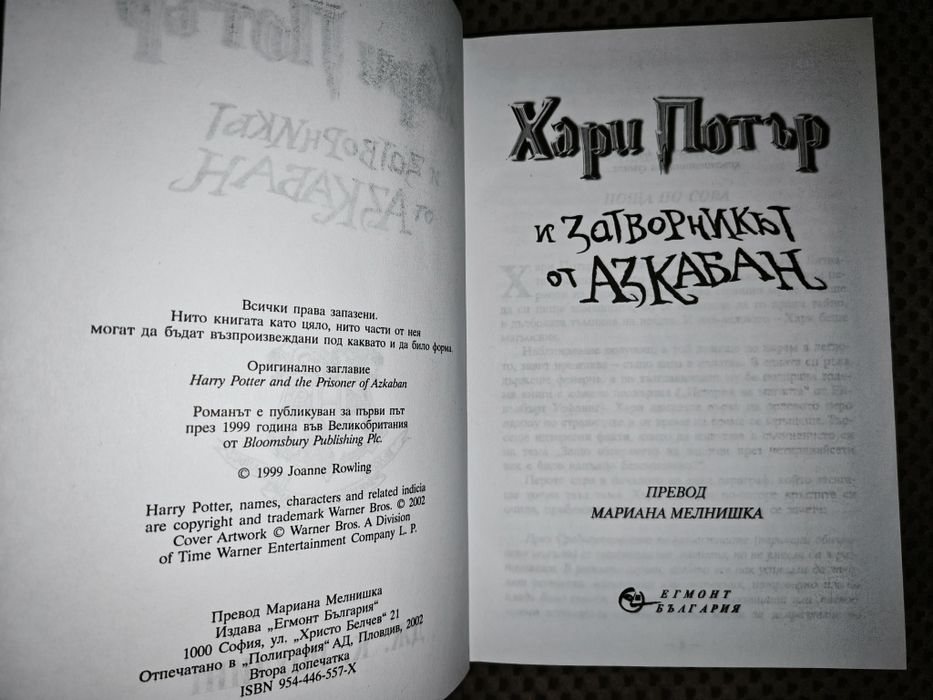 Всички права запазени.
Нито книгата като цяло, нито части от нея
могат да бъдат възпроизвеждани под каквато и да било форма.
Оригинално заглавие
Harry Potter and the Prisoner of Azkaban
Романът е публикуван за първи път
през 1999 година във Великобритания
от Bloomsbury Publishing Plc.
© 1999 Joanne Rowling
Harry Potter, names, characters and related indicia
are copyright and trademark Warner Bros. © 2002
Cover Artwork © Warner Bros. A Division
of Time Warner Entertainment Company L. P.
Превод Мариана Мелнишка
Издава „Егмонт България"
1000 София, ул. „Христо Белчев" 21
Отпечатано в „Полиграфия" АД, Пловдив, 2002
Втора допечатка
ISBN 954-446-557-X
Хари Потър
и затворникът
от Азкабан
ПРЕВОД
МАРИАНА МЕЛНИШКА
ЕГМОНТ
БЪЛГАРИЯ